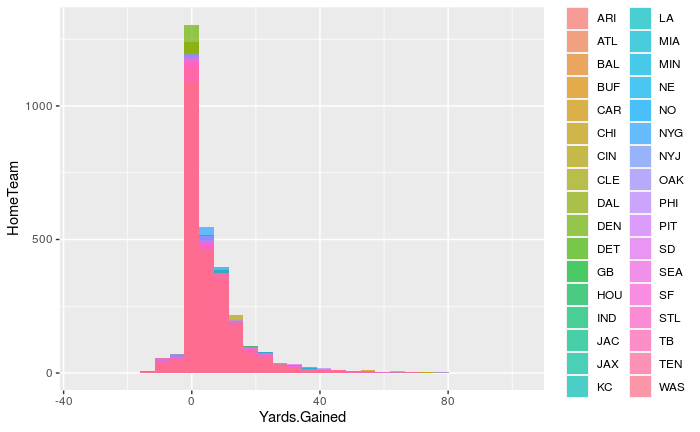 HomeTeam
1000
500
0
-40
0
40
80
Yards.Gained
ARI
ATL
BAL
BUF
CAR
CHI
CIN
CLE
DAL
DEN
DET
GB
HOU
IND
JAC
JAX
KC
LA
MIA
MIN
NE
NO
NYG
NYJ
OAK
PHI
PIT
SD
SEA
SF
STL
TB
TEN
WAS